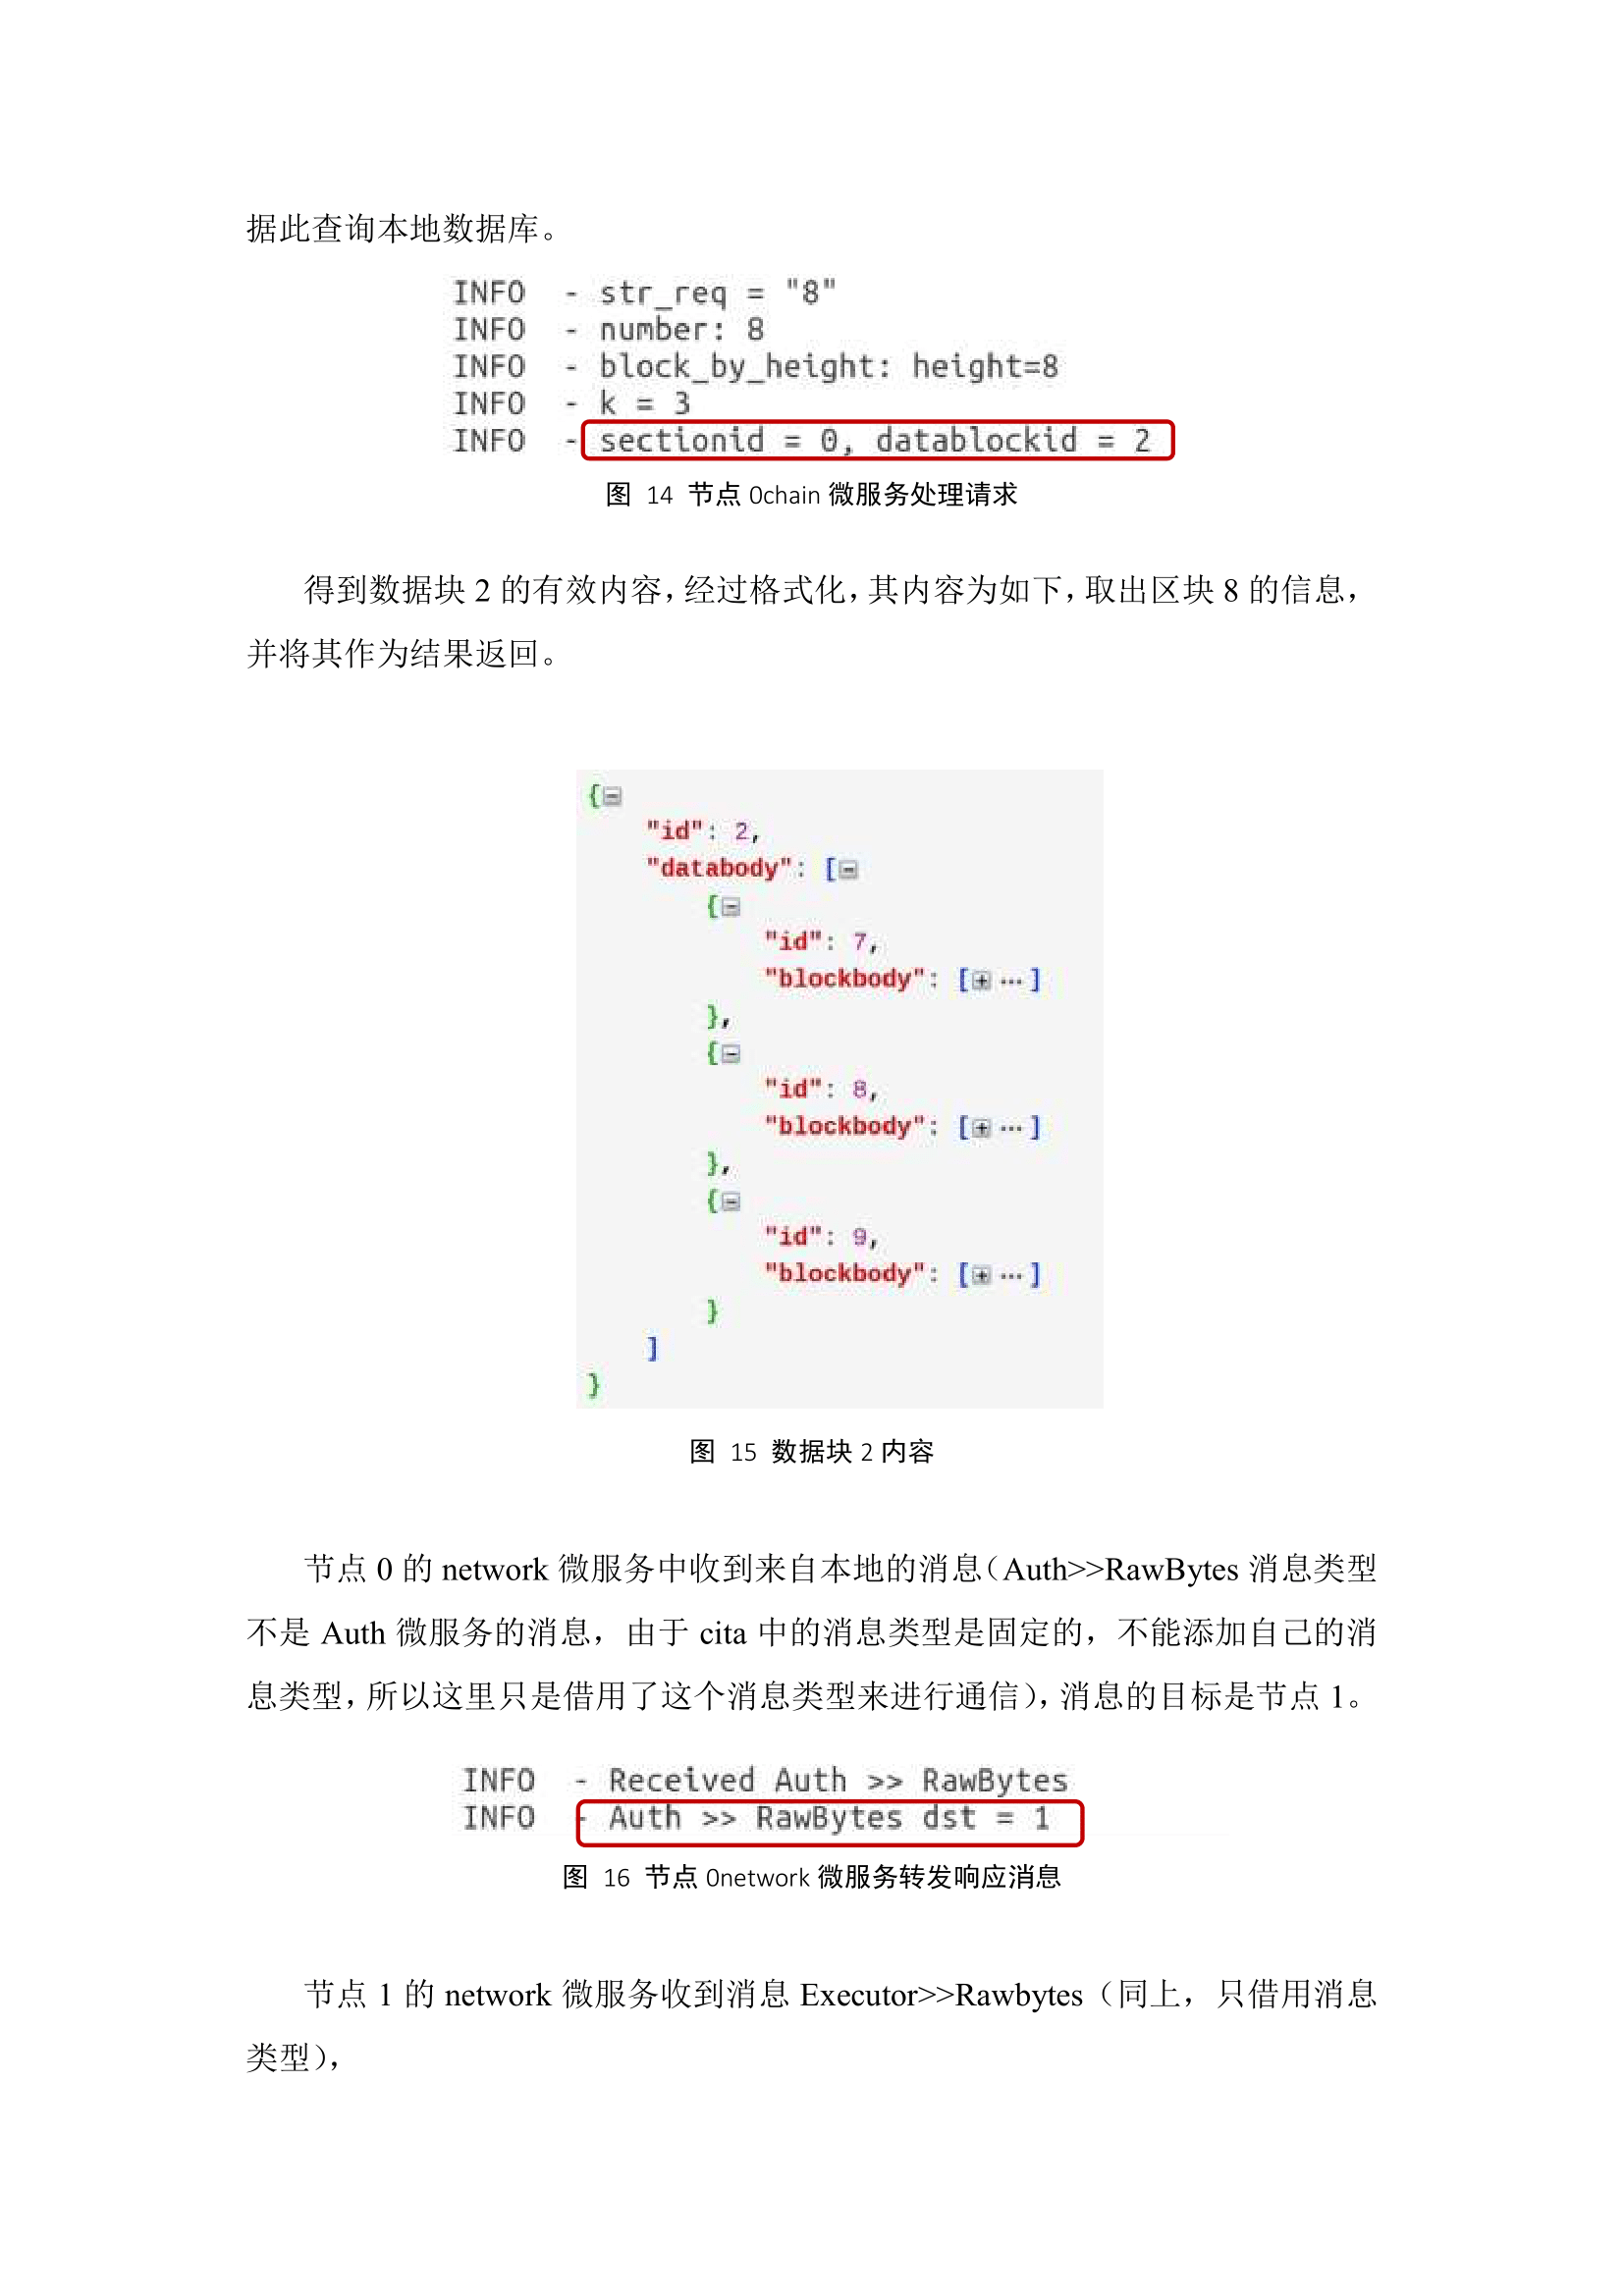 据此查询本地数据库。
INFO - str_req = "8"
INFO - number: 8
INFO - block_by_height: height=8
INFO - k = 3
INFO - sectionid = 0, datablockid = 2
图 14 节点 0chain 微服务处理请求
得到数据块 2 的有效内容，经过格式化，其内容为如下，取出区块 8 的信息，
并将其作为结果返回。
{
"id": 2,
"databody": [
{
"id": 7,
"blockbody": [ ... ]
},
{
"id": 8,
"blockbody": [ ... ]
},
{
"id": 9,
"blockbody": [ ... ]
}
]
}
图 15 数据块 2 内容
节点 0 的 network 微服务中收到来自本地的消息（Auth>>RawBytes 消息类型
不是 Auth 微服务的消息，由于 cita 中的消息类型是固定的，不能添加自己的消
息类型，所以这里只是借用了这个消息类型来进行通信），消息的目标是节点 1。
INFO - Received Auth >> RawBytes
INFO - Auth >> RawBytes dst = 1
图 16 节点 0network 微服务转发响应消息
节点 1 的 network 微服务收到消息 Executor>>Rawbytes（同上，只借用消息
类型），